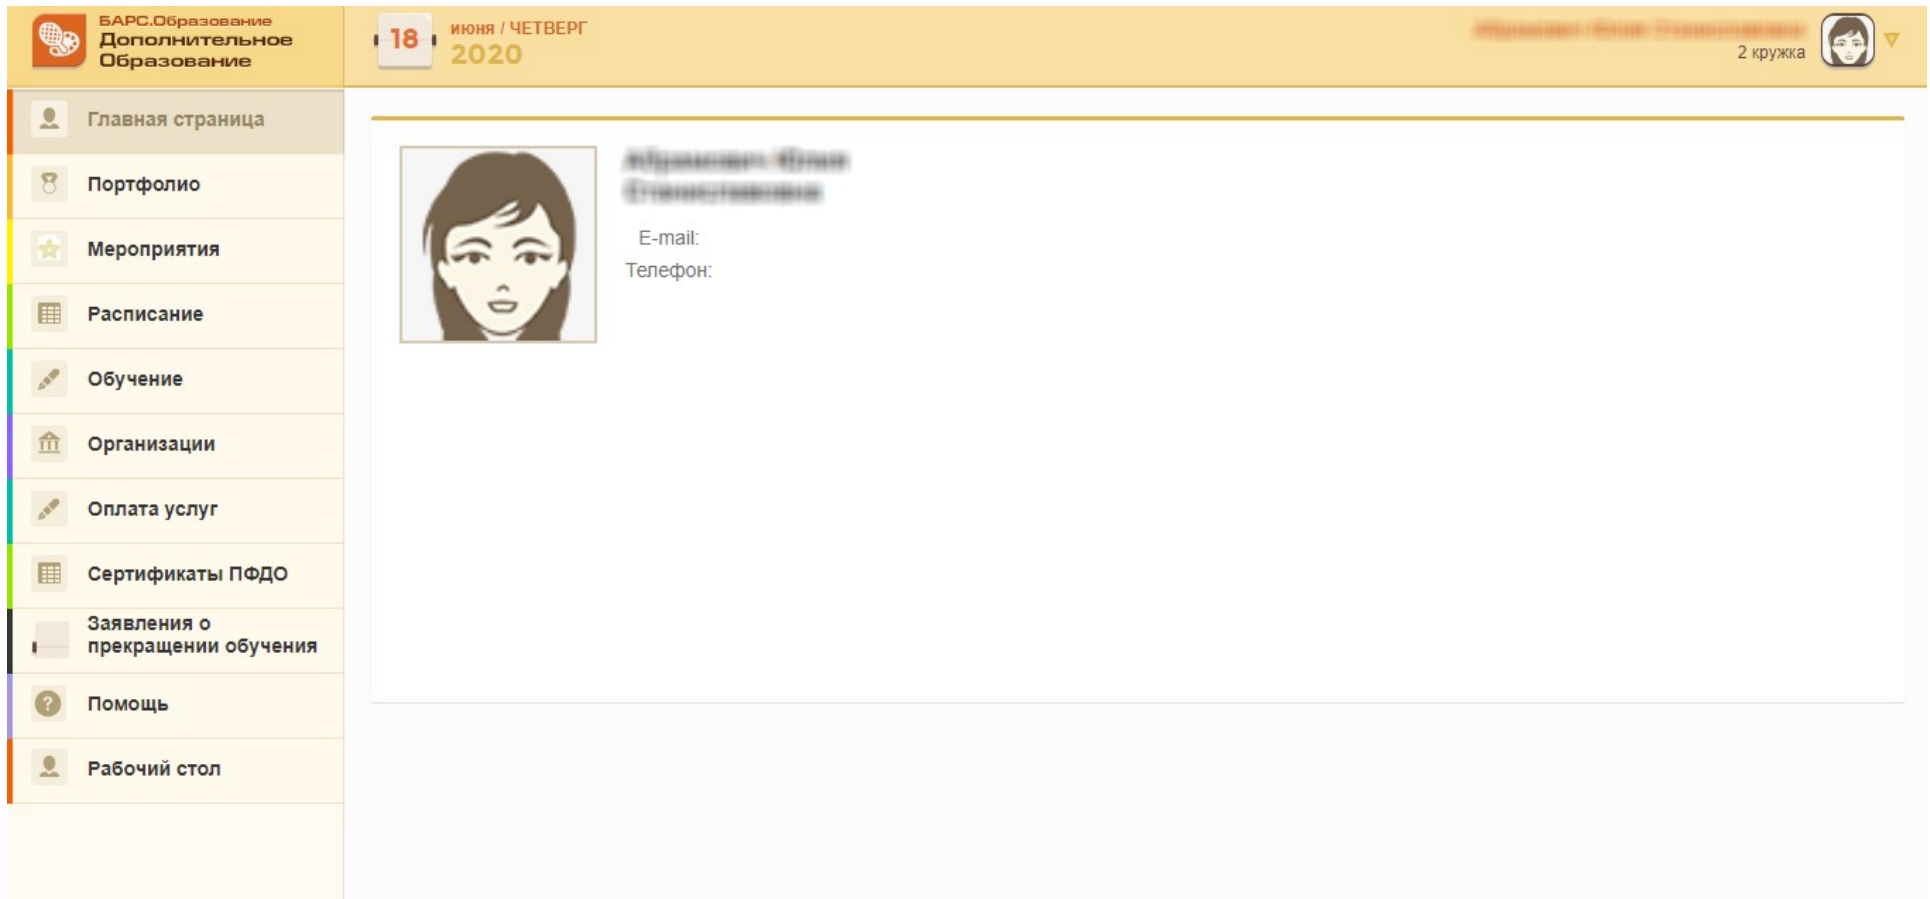 БАРС.Образование
Дополнительное
Образование
18
июня / ЧЕТВЕРГ
2020
2 кружка
Главная страница
Портфолио
Мероприятия
Расписание
Обучение
Организации
Оплата услуг
Сертификаты ПФДО
Заявления о
прекращении обучения
Помощь
Рабочий стол
E-mail:
Телефон: